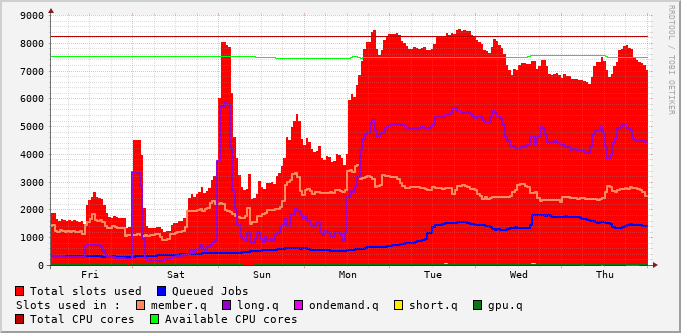 9000
8000
7000
6000
5000
4000
3000
2000
1000
0
Fri Sat Sun Mon Tue Wed Thu
Total slots used Queued Jobs
Slots used in : member.q long.q ondemand.q short.q gpu.q
Total CPU cores Available CPU cores
RRDTOOL / TOBI OETIKER